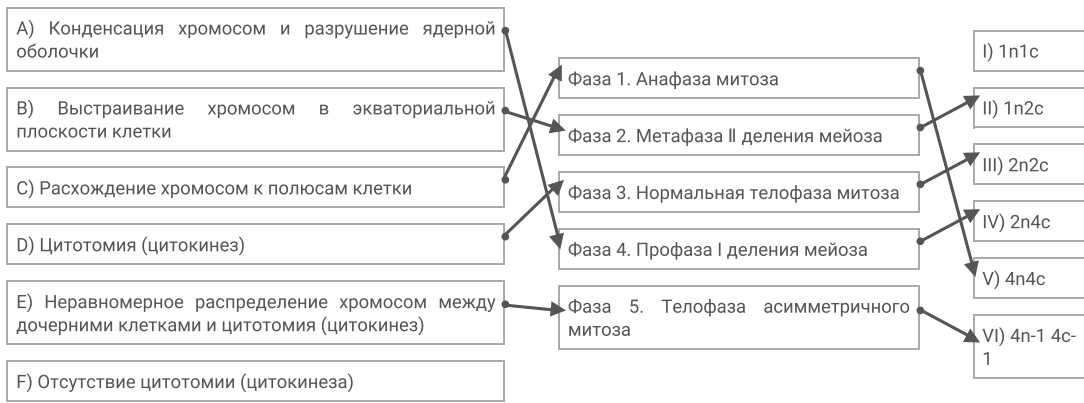 A) Конденсация хромосом и разрушение ядерной
оболочки
B) Выстраивание хромосом в экваториальной
плоскости клетки
C) Расхождение хромосом к полюсам клетки
D) Цитотомия (цитокинез)
E) Неравномерное распределение хромосом между
дочерними клетками и цитотомия (цитокинез)
F) Отсутствие цитотомии (цитокинеза)
Фаза 1. Анафаза митоза
Фаза 2. Метафаза II деления мейоза
Фаза 3. Нормальная телофаза митоза
Фаза 4. Профаза I деления мейоза
Фаза 5. Телофаза асимметричного
митоза
I) 1n1c
II) 1n2c
III) 2n2c
IV) 2n4c
V) 4n4c
VI) 4n-1 4c-
1